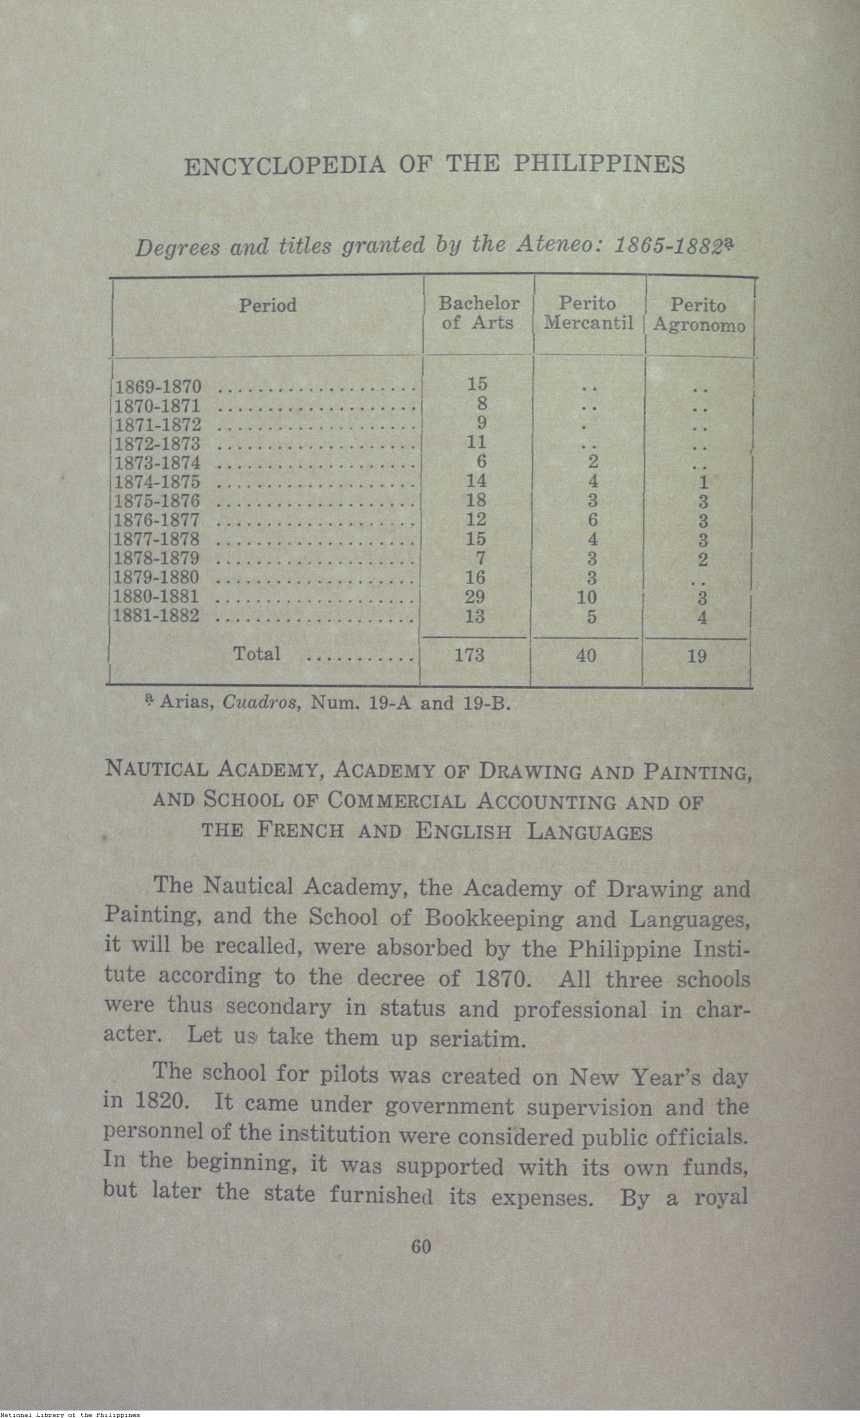 ENCYCLOPEDIA OF THE PHILIPPINES
Degrees and titles granted by the Ateneo: 1865-1882ª
Period Bachelor of Arts Perito Mercantil Perito Agronomo
1869-1870 .................... 15 .. ..
1870-1871 .................... 8 .. ..
1871-1872 .................... 9 . ..
1872-1873 .................... 11 .. ..
1873-1874 .................... 6 2 ..
1874-1875 .................... 14 4 1
1875-1876 .................... 18 3 3
1876-1877 .................... 12 6 3
1877-1878 .................... 15 4 3
1878-1879 .................... 7 3 2
1879-1880 .................... 16 3 ..
1880-1881 .................... 29 10 3
1881-1882 .................... 13 5 4
Total ........... 173 40 19
ª Arias, Cuadros, Num. 19-A and 19-B.
NAUTICAL ACADEMY, ACADEMY OF DRAWING AND PAINTING,
AND SCHOOL OF COMMERCIAL ACCOUNTING AND OF
THE FRENCH AND ENGLISH LANGUAGES
The Nautical Academy, the Academy of Drawing and
Painting, and the School of Bookkeeping and Languages,
it will be recalled, were absorbed by the Philippine Insti-
tute according to the decree of 1870. All three schools
were thus secondary in status and professional in char-
acter. Let us take them up seriatim.
The school for pilots was created on New Year's day
in 1820. It came under government supervision and the
personnel of the institution were considered public officials.
In the beginning, it was supported with its own funds,
but later the state furnished its expenses. By a royal
60
National Library of the Philippines